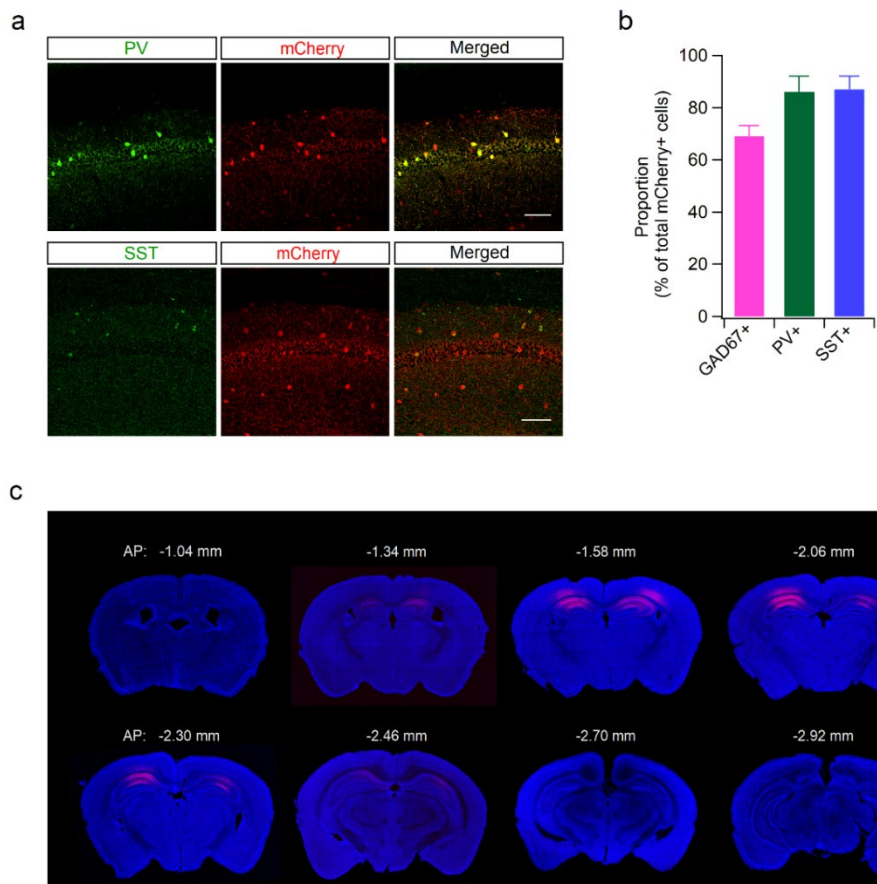 a
PV mCherry Merged
SST mCherry Merged
b
100
80
60
40
20
0
Proportion
(% of total mCherry+ cells)
GAD67+ PV+ SST+
c
AP: -1.04 mm -1.34 mm -1.58 mm -2.06 mm
AP: -2.30 mm -2.46 mm -2.70 mm -2.92 mm